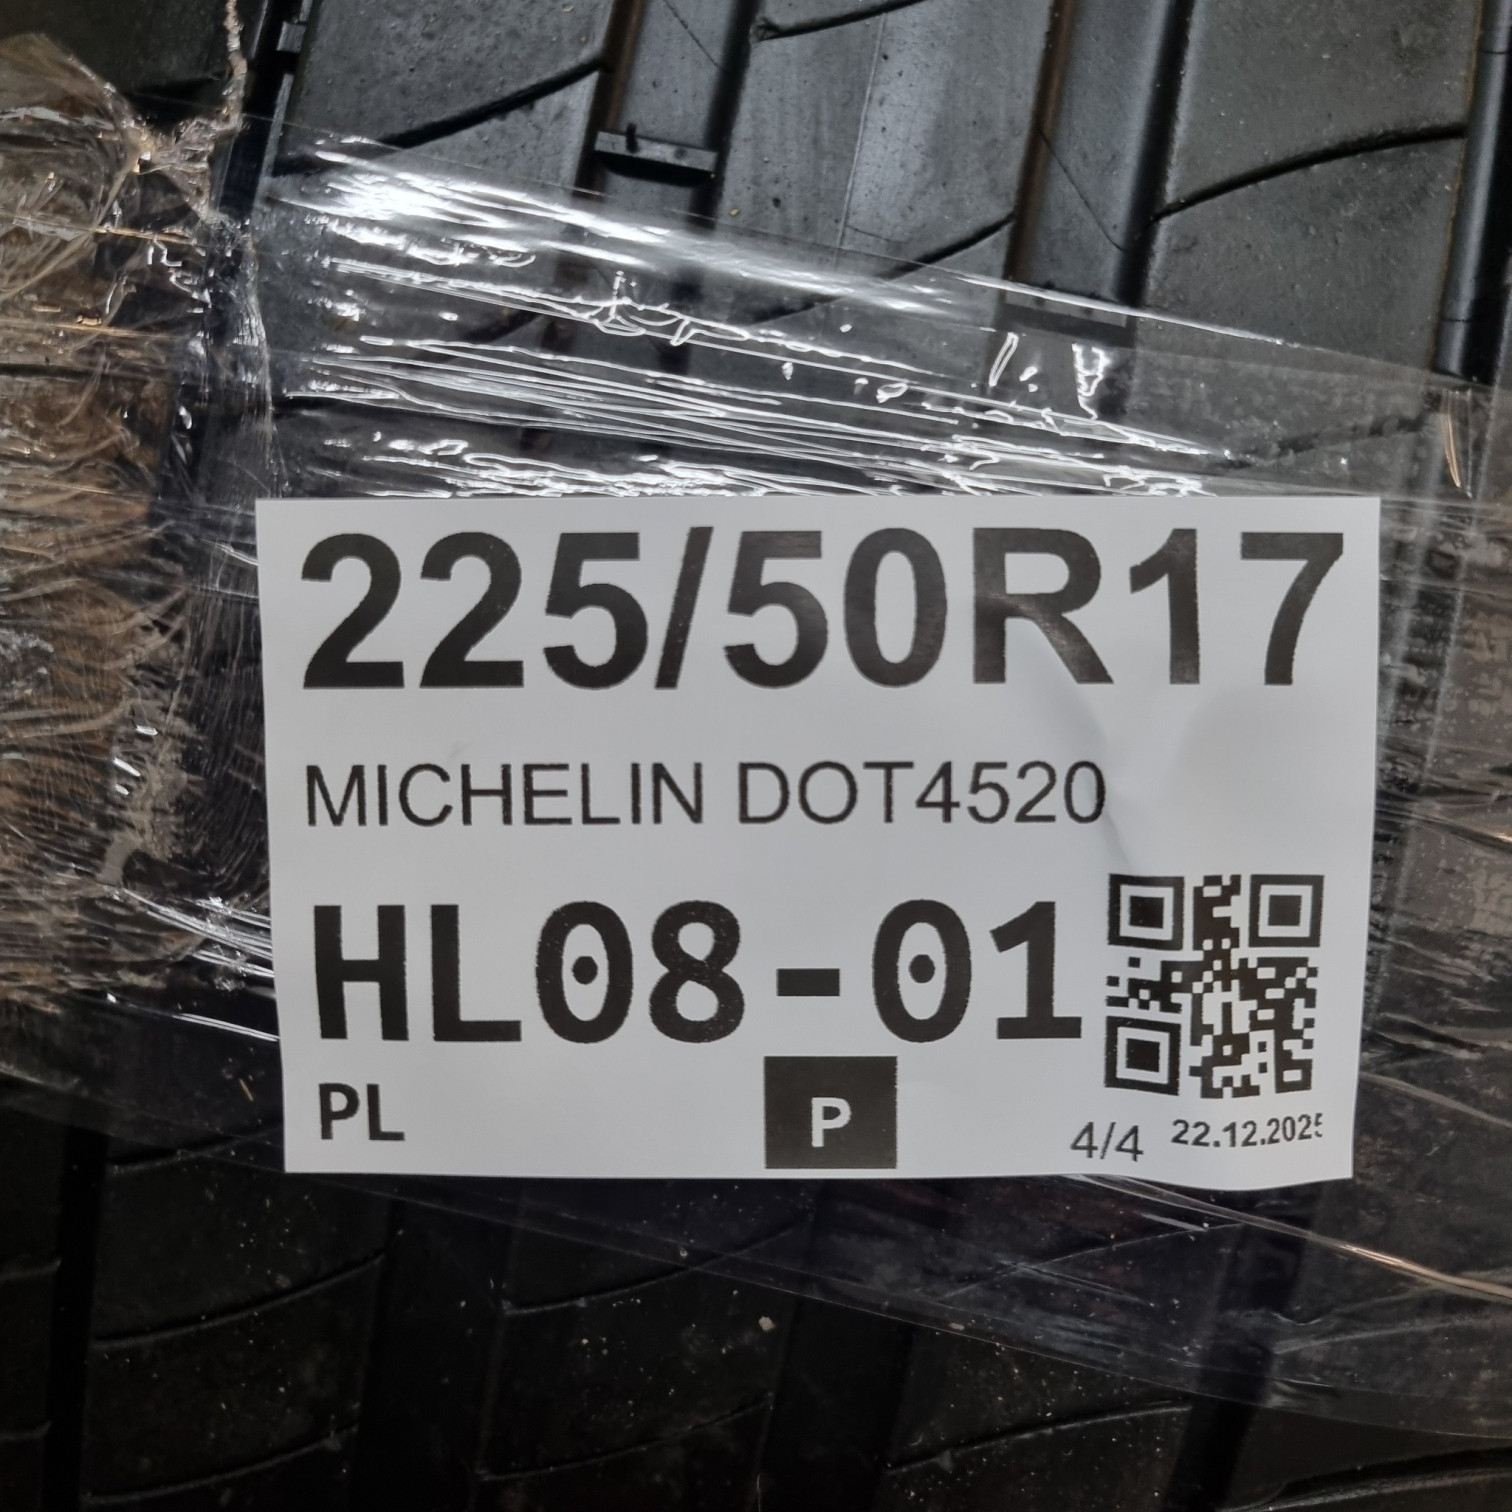 225/50R17
MICHELIN DOT4520
HL08-01
PL
P
4/4 22.12.2025